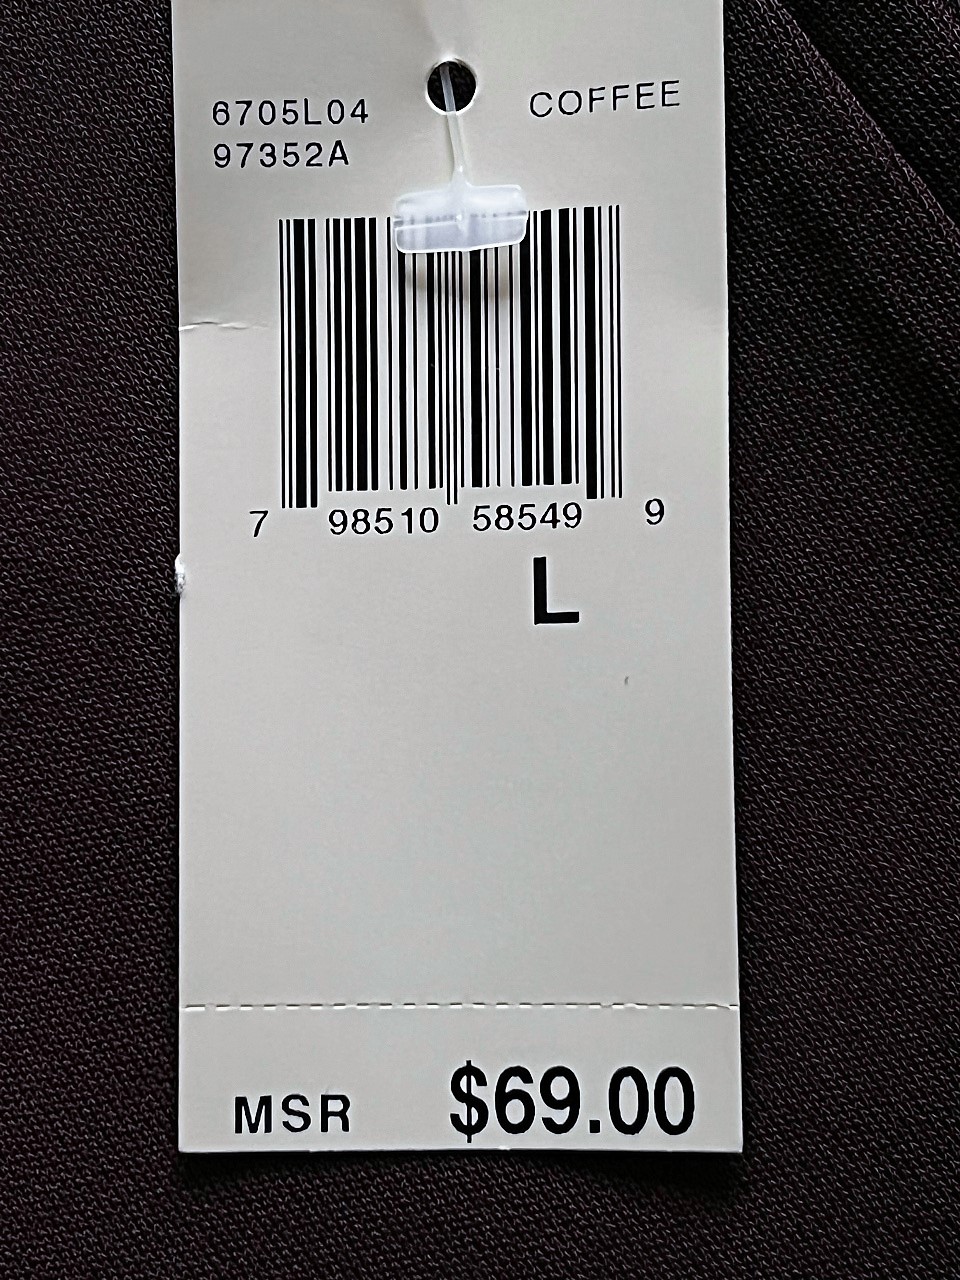 6705L04 COFFEE
97352A
7 98510 58549 9
L
MSR $69.00